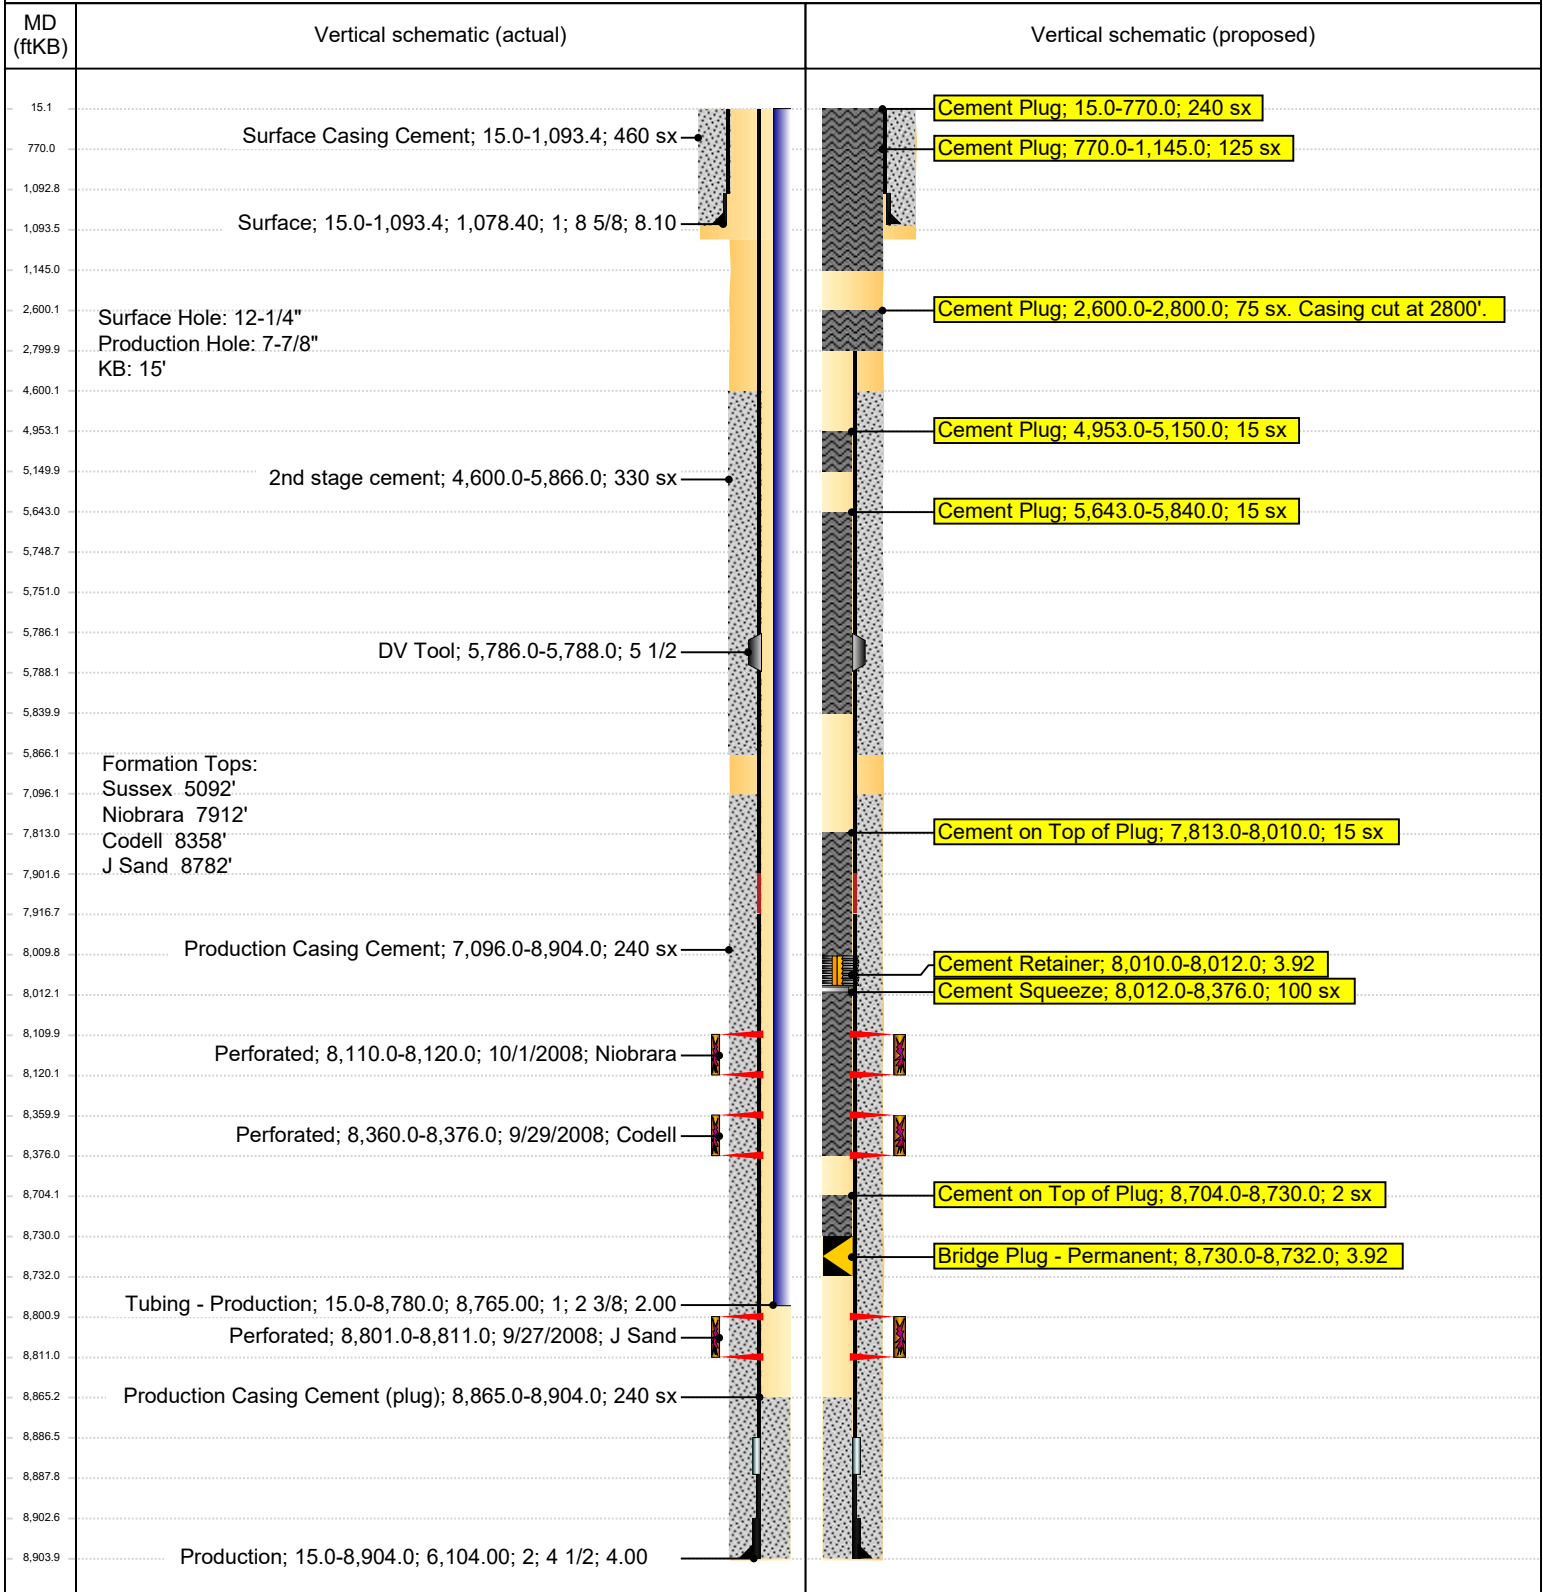 MD
(ftKB)
Vertical schematic (actual)
Vertical schematic (proposed)
15.1
770.0
1,092.8
1,093.5
1,145.0
2,600.1
2,799.9
4,600.1
4,953.1
5,149.9
5,643.0
5,748.7
5,751.0
5,786.1
5,788.1
5,839.9
5,866.1
7,096.1
7,813.0
7,901.6
7,916.7
8,009.8
8,012.1
8,109.9
8,120.1
8,359.9
8,376.0
8,704.1
8,730.0
8,732.0
8,800.9
8,811.0
8,865.2
8,886.5
8,887.8
8,902.6
8,903.9
Surface Casing Cement; 15.0-1,093.4; 460 sx
Surface; 15.0-1,093.4; 1,078.40; 1; 8 5/8; 8.10
Surface Hole: 12-1/4"
Production Hole: 7-7/8"
KB: 15'
2nd stage cement; 4,600.0-5,866.0; 330 sx
DV Tool; 5,786.0-5,788.0; 5 1/2
Formation Tops:
Sussex 5092'
Niobrara 7912'
Codell 8358'
J Sand 8782'
Production Casing Cement; 7,096.0-8,904.0; 240 sx
Perforated; 8,110.0-8,120.0; 10/1/2008; Niobrara
Perforated; 8,360.0-8,376.0; 9/29/2008; Codell
Tubing - Production; 15.0-8,780.0; 8,765.00; 1; 2 3/8; 2.00
Perforated; 8,801.0-8,811.0; 9/27/2008; J Sand
Production Casing Cement (plug); 8,865.0-8,904.0; 240 sx
Production; 15.0-8,904.0; 6,104.00; 2; 4 1/2; 4.00
Cement Plug; 15.0-770.0; 240 sx
Cement Plug; 770.0-1,145.0; 125 sx
Cement Plug; 2,600.0-2,800.0; 75 sx. Casing cut at 2800'.
Cement Plug; 4,953.0-5,150.0; 15 sx
Cement Plug; 5,643.0-5,840.0; 15 sx
Cement on Top of Plug; 7,813.0-8,010.0; 15 sx
Cement Retainer; 8,010.0-8,012.0; 3.92
Cement Squeeze; 8,012.0-8,376.0; 100 sx
Cement on Top of Plug; 8,704.0-8,730.0; 2 sx
Bridge Plug - Permanent; 8,730.0-8,732.0; 3.92